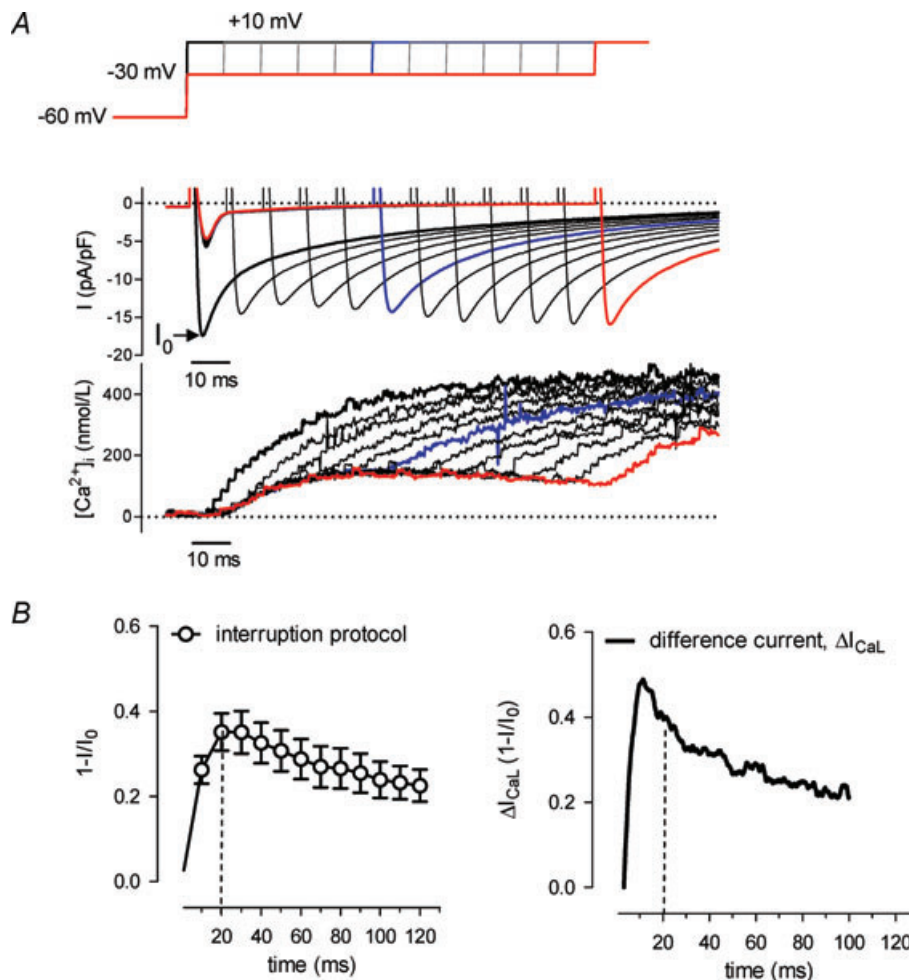 A
+10 mV
-30 mV
-60 mV
0
-5
-10
-15
-20
I (pA/pF)
I₀
10 ms
400
200
0
[Ca²⁺]ᵢ (nmol/L)
10 ms
B
0.6
0.4
0.2
0.0
1-I/I₀
interruption protocol
20 40 60 80 100 120
time (ms)
0.6
0.4
0.2
0.0
ΔI_CaL (1-I/I₀)
difference current, ΔI_CaL
20 40 60 80 100 120
time (ms)